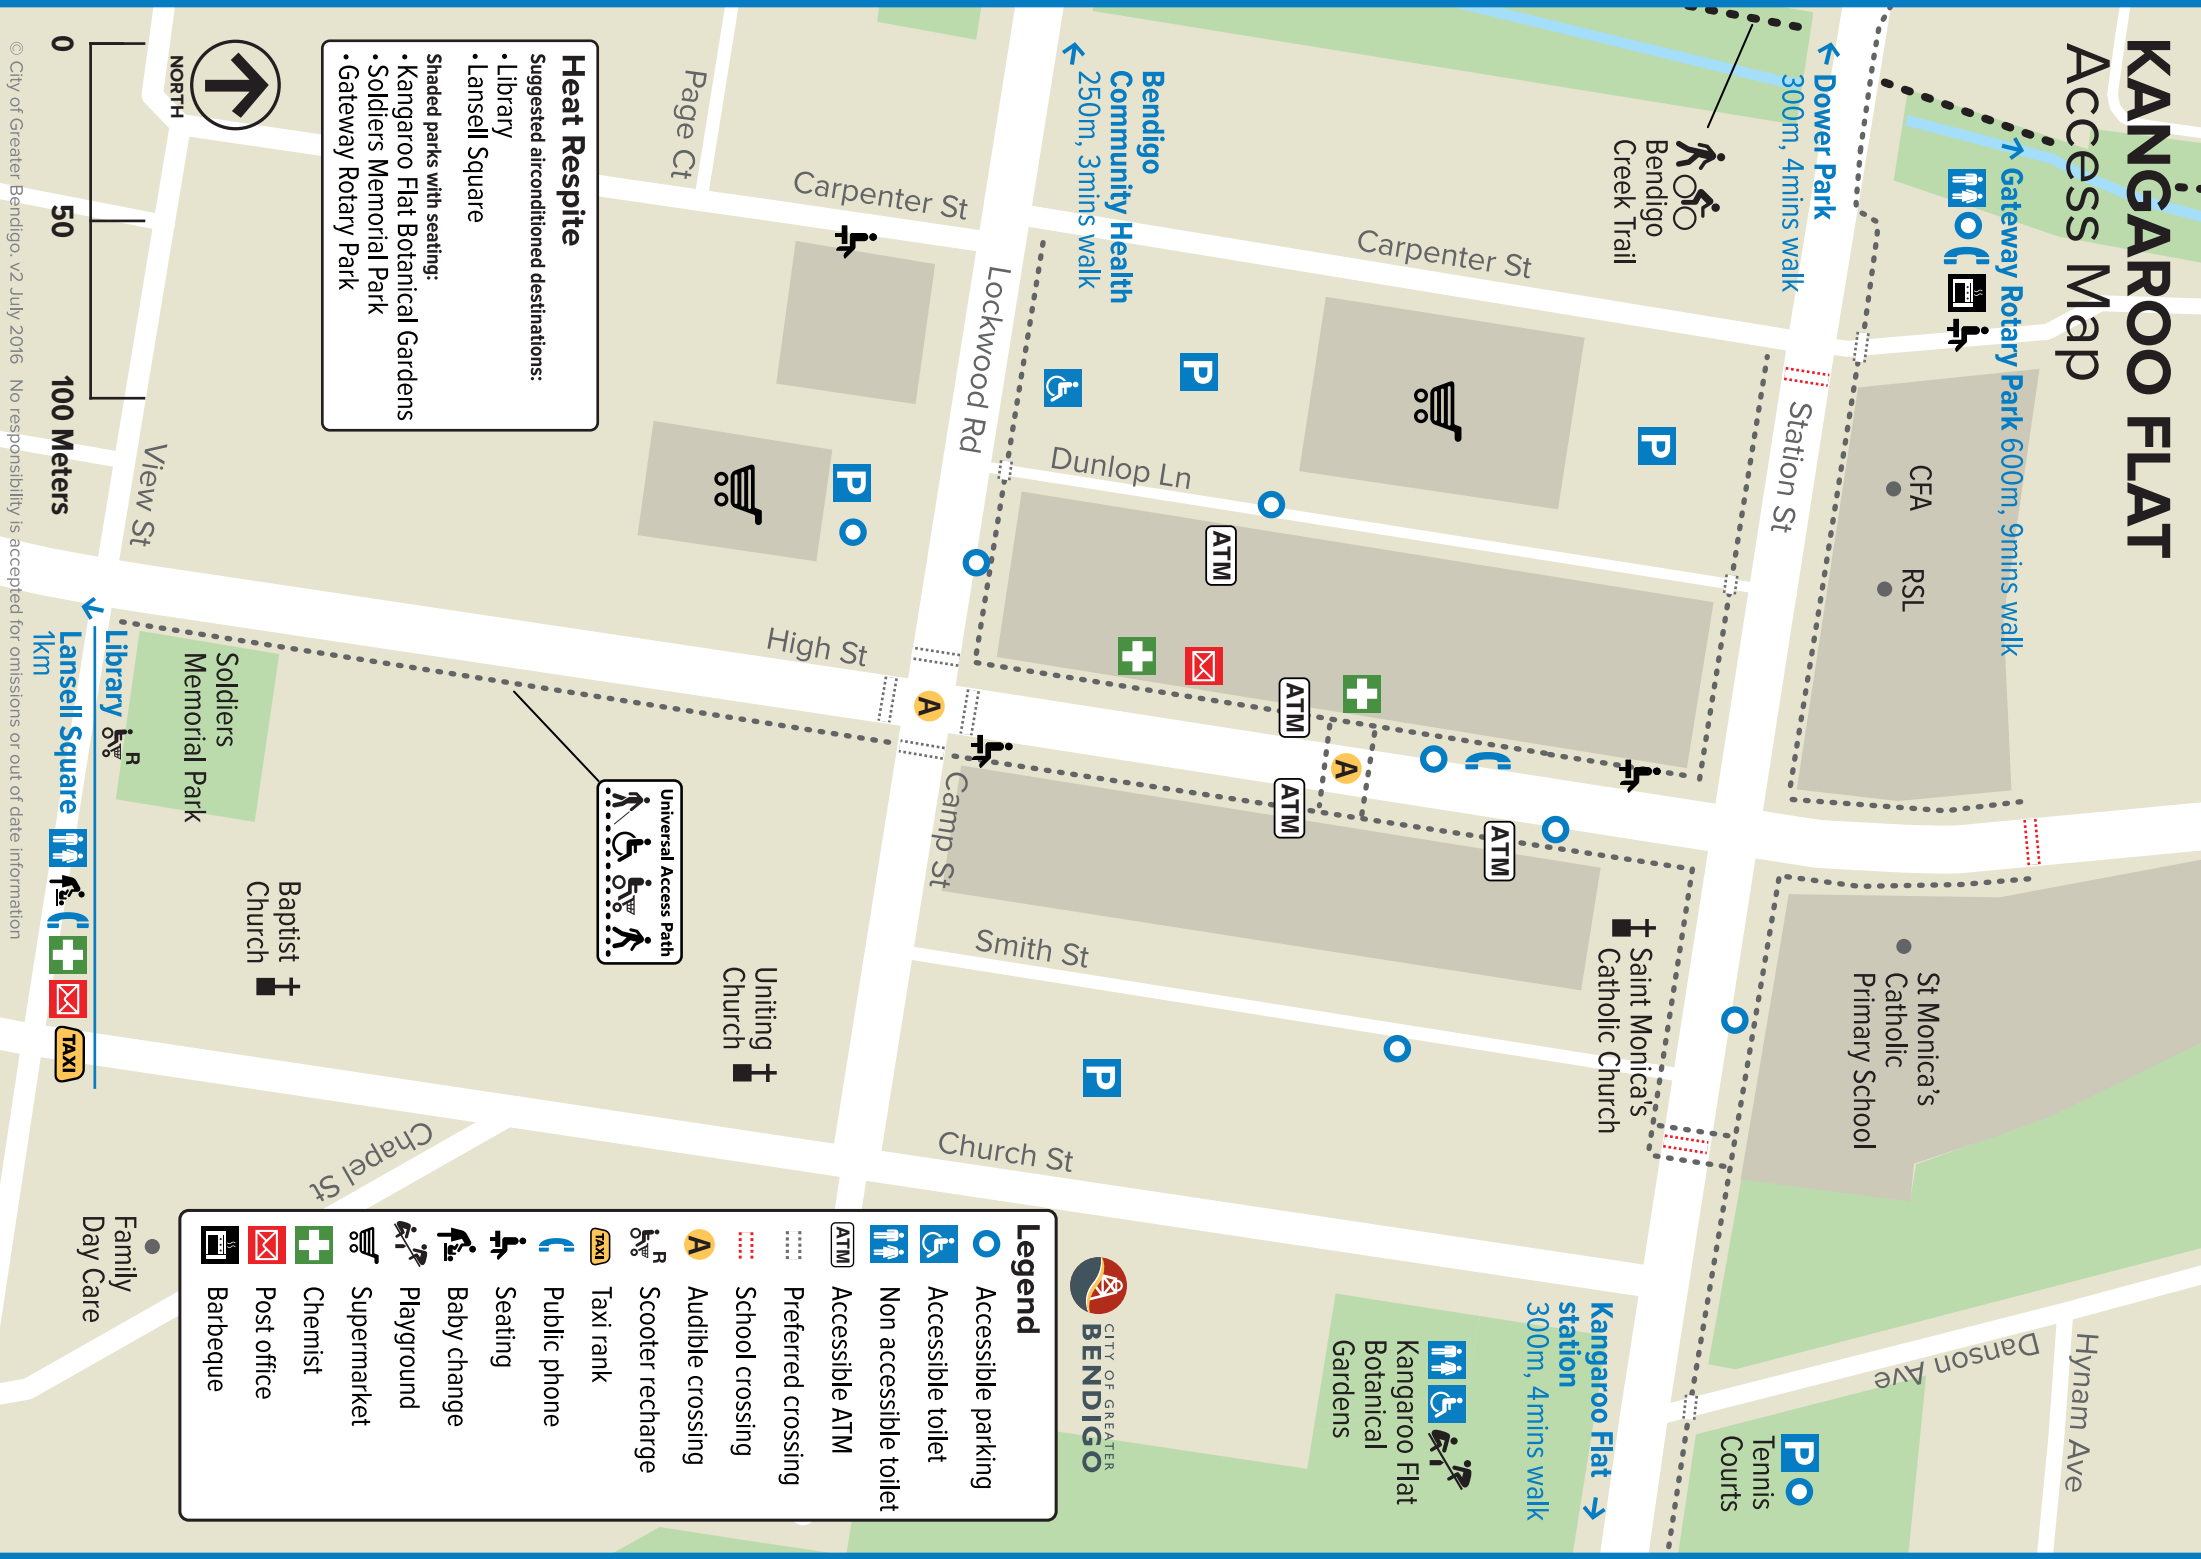 KANGAROO FLAT
Access Map
Gateway Rotary Park 600m, 9mins walk
Dower Park
300m, 4mins walk
Bendigo
Creek Trail
Bendigo
Community Health
250m, 3mins walk
Page Ct
Carpenter St
Carpenter St
Lockwood Rd
Dunlop Ln
Station St
CFA
RSL
P
P
P
ATM
High St
ATM
ATM
ATM
A
A
Camp St
Smith St
Church St
P
View St
Chapel St
Danson Ave
Hynam Ave
St Monica's
Catholic
Primary School
Saint Monica's
Catholic Church
Uniting
Church
Baptist
Church
Soldiers
Memorial Park
Universal Access Path
Library
R
Lansell Square
1km
TAXI
Family
Day Care
P
Tennis
Courts
Kangaroo Flat
station
300m, 4mins walk
Kangaroo Flat
Botanical
Gardens
CITY OF GREATER
BENDIGO
Heat Respite
Suggested airconditioned destinations:
• Library
• Lansell Square
Shaded parks with seating:
• Kangaroo Flat Botanical Gardens
• Soldiers Memorial Park
• Gateway Rotary Park
NORTH
0 50 100 Meters
Legend
Accessible parking
Accessible toilet
Non accessible toilet
ATM Accessible ATM
Preferred crossing
School crossing
A Audible crossing
R Scooter recharge
TAXI Taxi rank
Public phone
Seating
Baby change
Playground
Supermarket
Chemist
Post office
Barbeque
© City of Greater Bendigo. v2 July 2016 No responsibility is accepted for omissions or out of date information